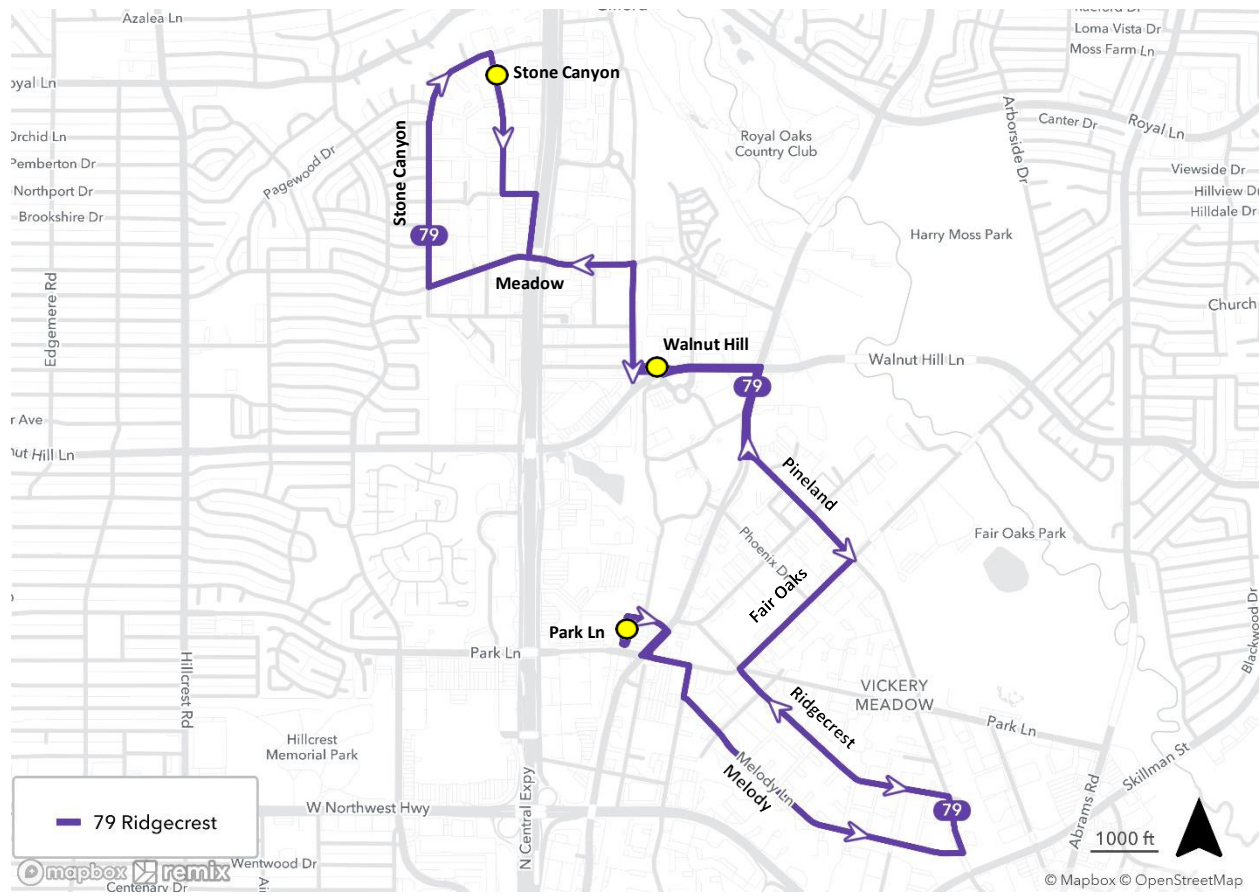 Azalea Ln
Loma Vista Dr
Moss Farm Ln
Stone Canyon
Arborside Dr
Canter Dr
Royal Ln
Royal Oaks
Country Club
Orchid Ln
Pemberton Dr
Northport Dr
Brookshire Dr
Pagewood Dr
Stone Canyon
79
Viewside Dr
Hillview Dr
Hilldale Dr
Harry Moss Park
Edgemere Rd
Meadow
Church
Walnut Hill
Walnut Hill Ln
79
r Ave
Pineland
Phoenix Dr
Fair Oaks Park
Fair Oaks
Blackwood Dr
Park Ln
Park Ln
Hillcrest Rd
VICKERY
MEADOW
Ridgecrest
Park Ln
Hillcrest
Memorial Park
Skillman St
Melody Ln
Melody
79
Abrams Rd
N Central Expy
W Northwest Hwy
79 Ridgecrest
1000 ft
mapbox remix
Wentwood Dr
Centenary Dr
© Mapbox © OpenStreetMap